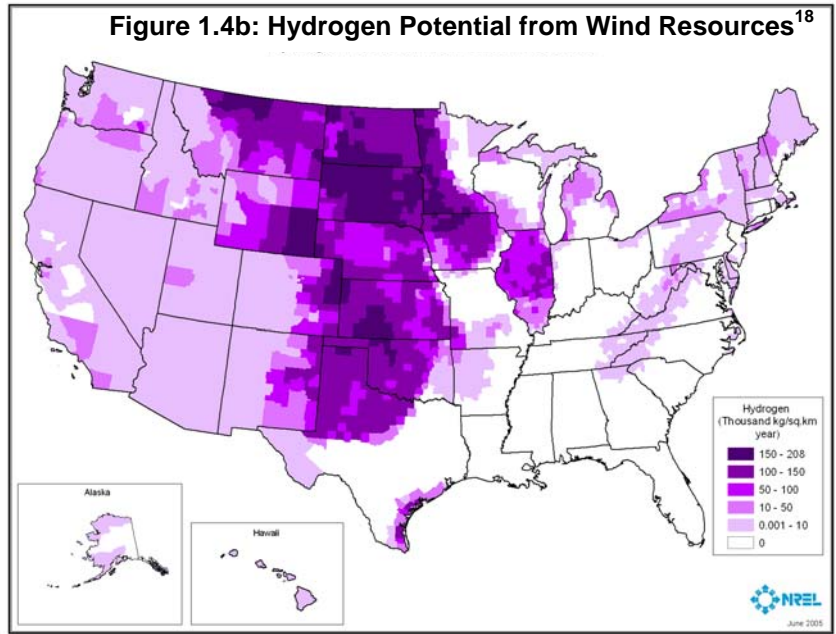 Figure 1.4b: Hydrogen Potential from Wind Resources18
Hydrogen
(Thousand kg/sq.km
year)
150 - 208
100 - 150
50 - 100
10 - 50
0.001 - 10
0
Alaska
Hawaii
NREL
June 2005